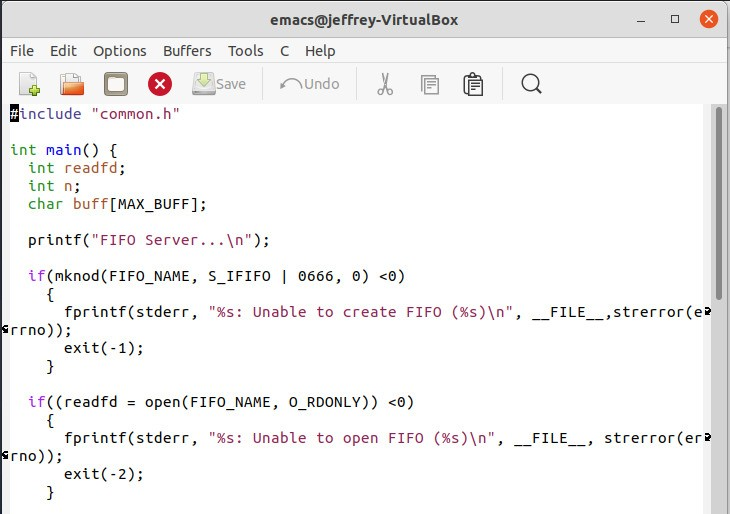 emacs@jeffrey-VirtualBox
File Edit Options Buffers Tools C Help
Save Undo
#include "common.h"
int main() {
  int readfd;
  int n;
  char buff[MAX_BUFF];
  printf("FIFO Server...\n");
  if(mknod(FIFO_NAME, S_IFIFO | 0666, 0) <0)
    {
      fprintf(stderr, "%s: Unable to create FIFO (%s)\n", __FILE__,strerror(e
rrno));
      exit(-1);
    }
  if((readfd = open(FIFO_NAME, O_RDONLY)) <0)
    {
      fprintf(stderr, "%s: Unable to open FIFO (%s)\n", __FILE__, strerror(er
rno));
      exit(-2);
    }